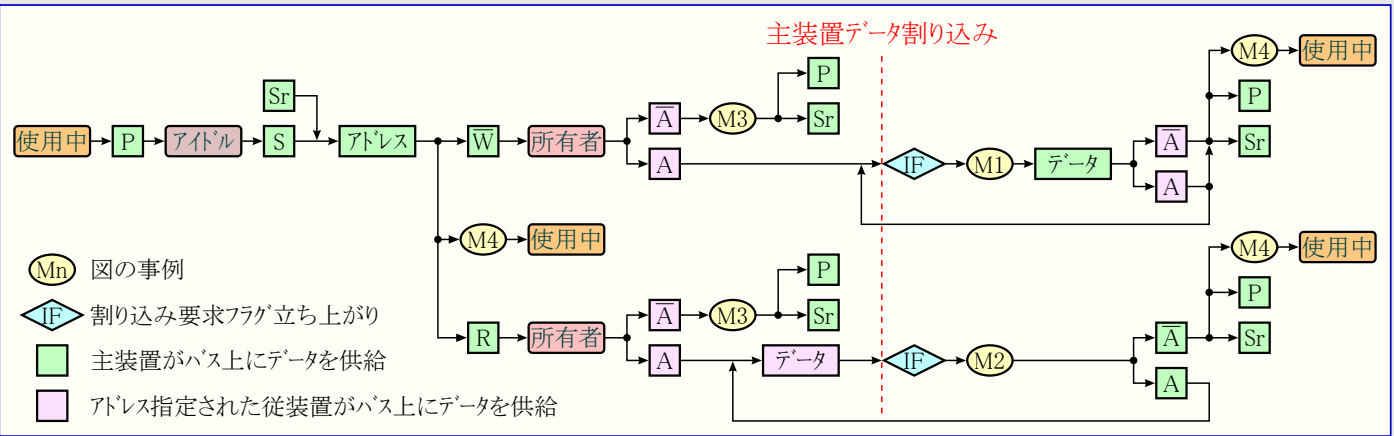 主装置データ割り込み
M4 使用中
P
Sr
P
Sr
A̅ M3
A̅
使用中 P アイドル S アドレス W̅ 所有者
A
IF M1 データ
A
Sr
M4 使用中
Mn 図の事例
P
M4 使用中
IF 割り込み要求フラグ立ち上がり
A̅ M3
Sr
P
R 所有者
A̅
Sr
主装置がバス上にデータを供給
A データ IF M2
A
アドレス指定された従装置がバス上にデータを供給